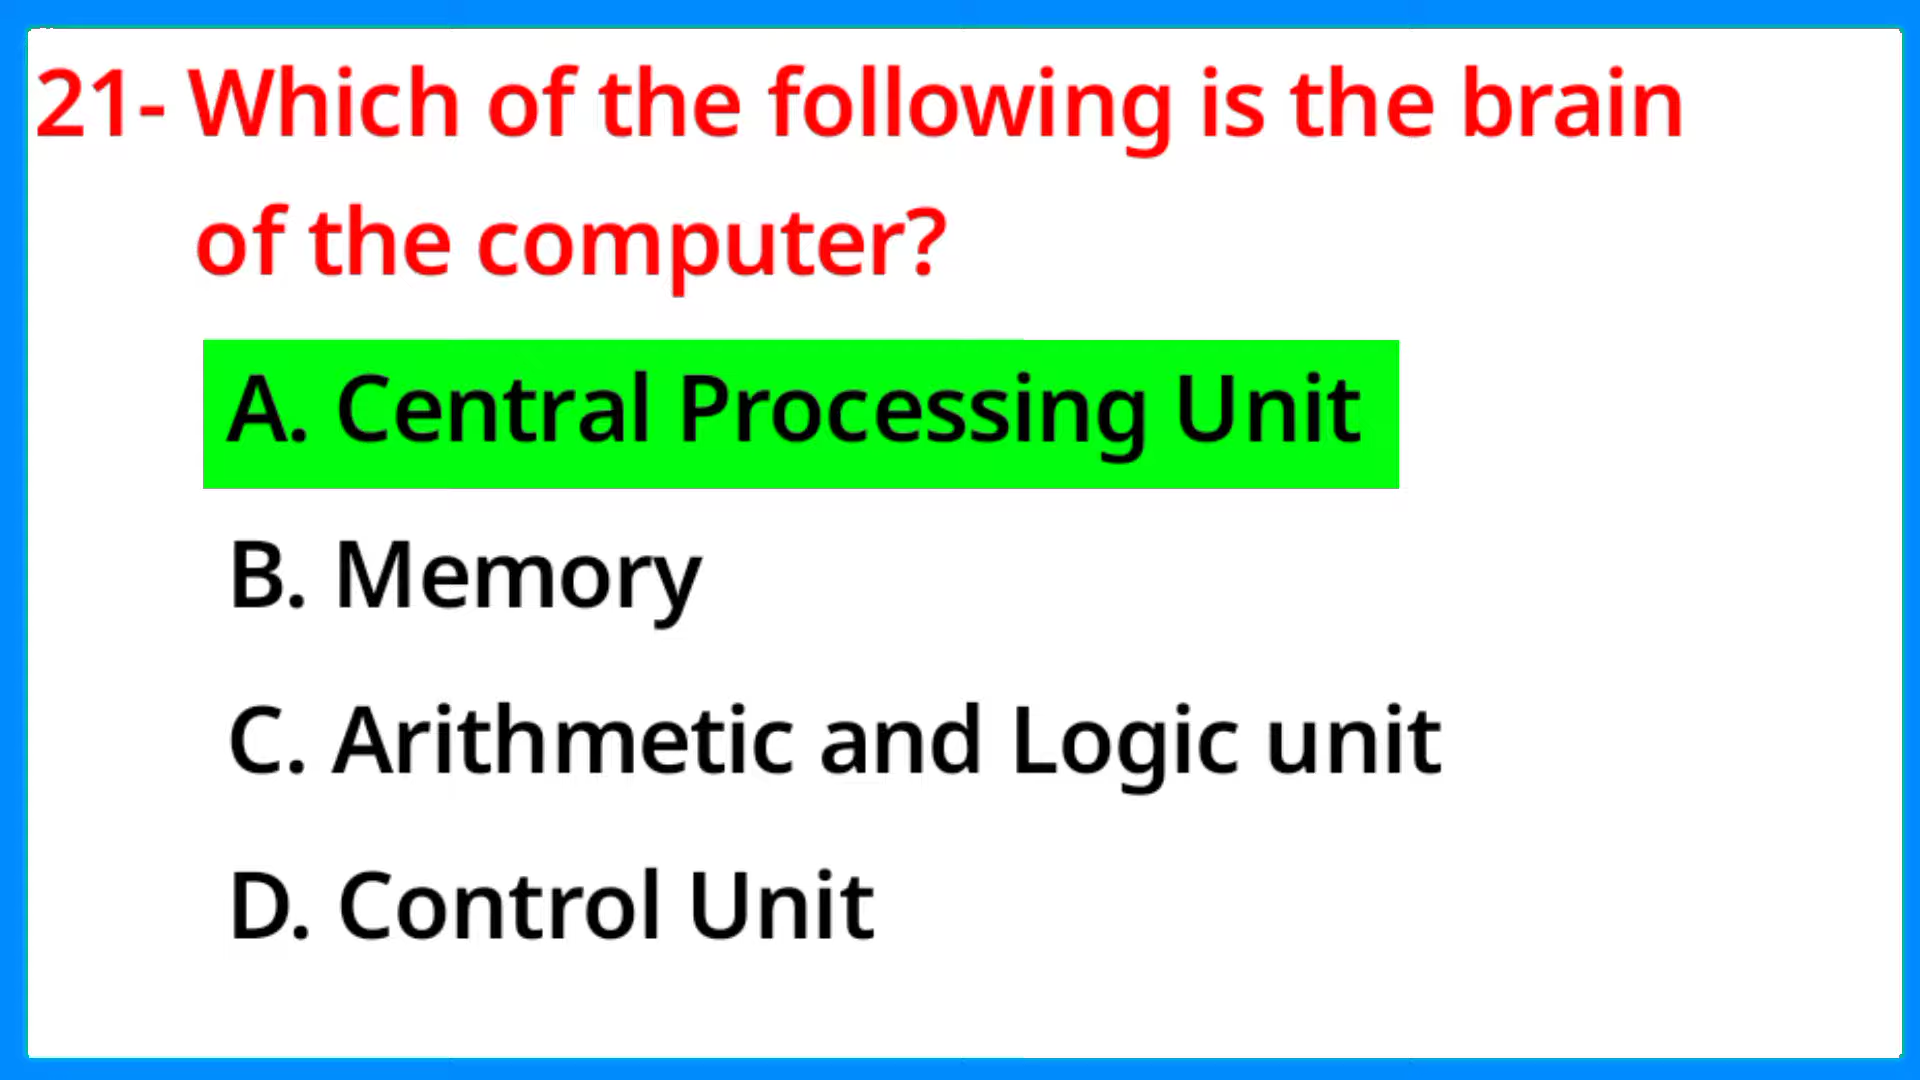 21- Which of the following is the brain
of the computer?
A. Central Processing Unit
B. Memory
C. Arithmetic and Logic unit
D. Control Unit